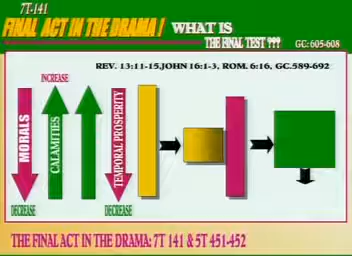 7T-141
FINAL ACT IN THE DRAMA! WHAT IS
THE FINAL TEST ??? GC: 605-608
REV. 13:11-15,JOHN 16:1-3, ROM. 6:16, GC.589-692
INCREASE
MORALS
CALAMITIES
TEMPORAL PROSPERITY
DECREASE
DECREASE
THE FINAL ACT IN THE DRAMA: 7T 141 & 5T 451-452